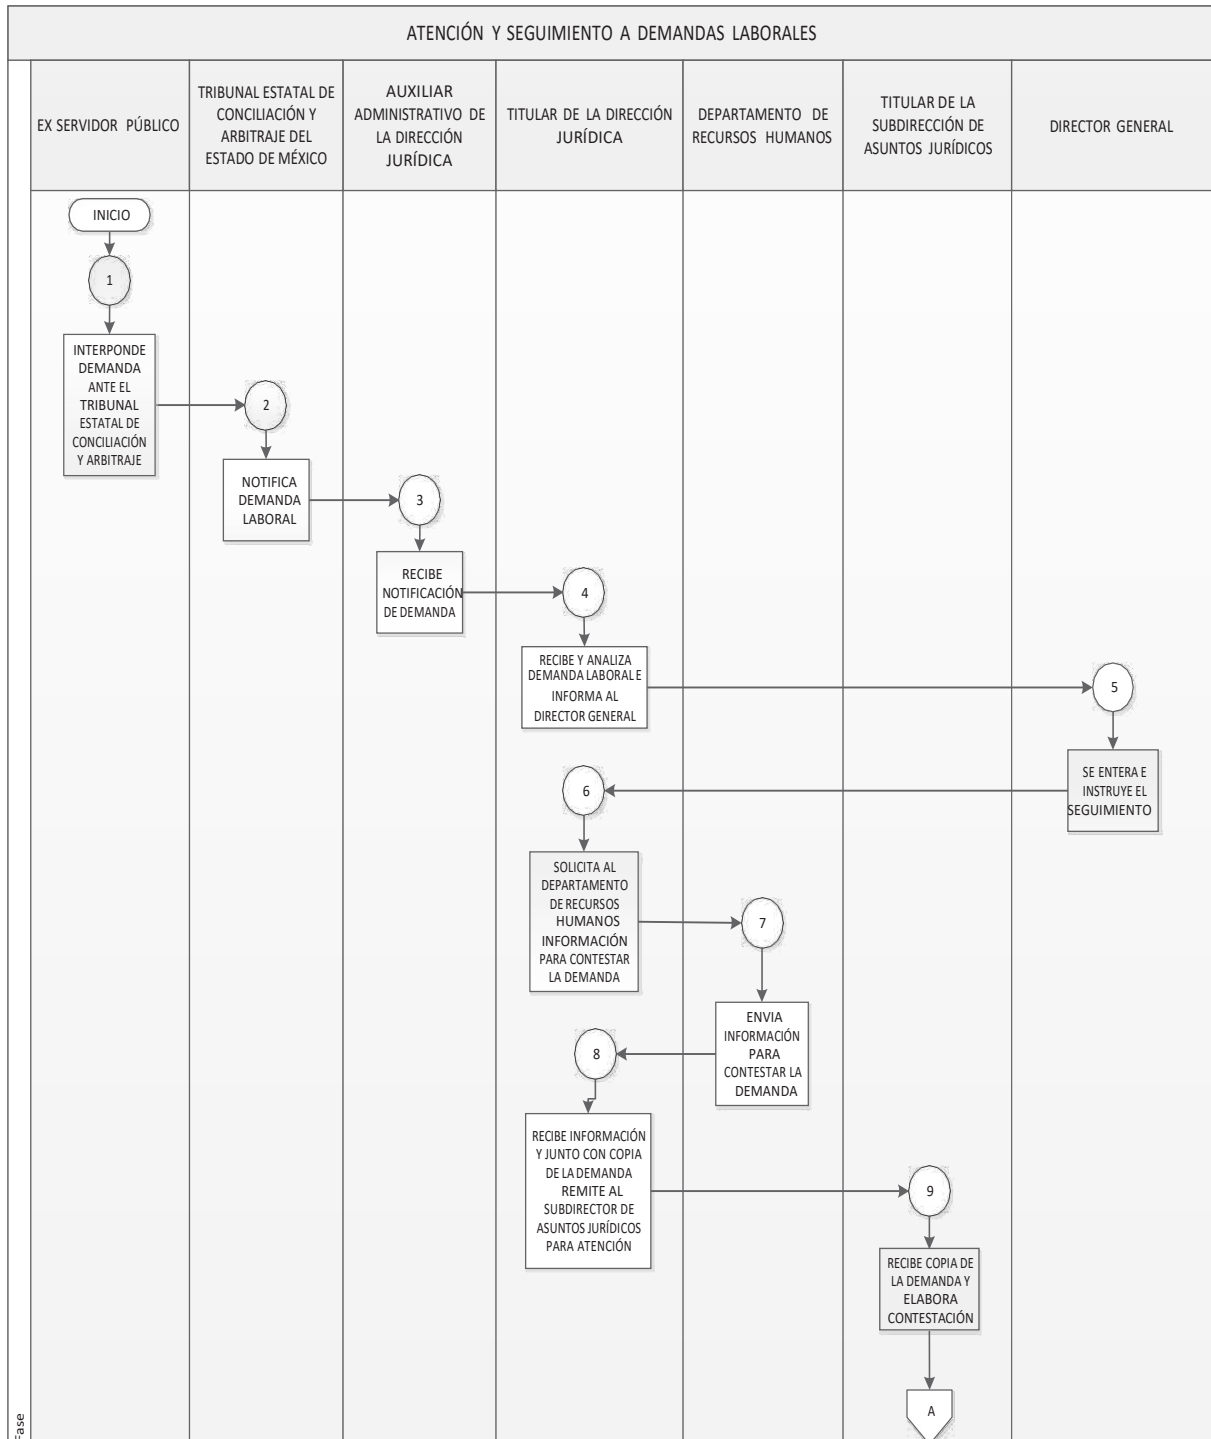 ATENCIÓN Y SEGUIMIENTO A DEMANDAS LABORALES
EX SERVIDOR PÚBLICO
TRIBUNAL ESTATAL DE
CONCILIACIÓN Y
ARBITRAJE DEL
ESTADO DE MÉXICO
AUXILIAR
ADMINISTRATIVO DE
LA DIRECCIÓN
JURÍDICA
TITULAR DE LA DIRECCIÓN
JURÍDICA
DEPARTAMENTO DE
RECURSOS HUMANOS
TITULAR DE LA
SUBDIRECCIÓN DE
ASUNTOS JURÍDICOS
DIRECTOR GENERAL
INICIO
1
INTERPONDE
DEMANDA
ANTE EL
TRIBUNAL
ESTATAL DE
CONCILIACIÓN
Y ARBITRAJE
2
NOTIFICA
DEMANDA
LABORAL
3
RECIBE
NOTIFICACIÓN
DE DEMANDA
4
RECIBE Y ANALIZA
DEMANDA LABORAL E
INFORMA AL
DIRECTOR GENERAL
5
SE ENTERA E
INSTRUYE EL
SEGUIMIENTO
6
SOLICITA AL
DEPARTAMENTO
DE RECURSOS
HUMANOS
INFORMACIÓN
PARA CONTESTAR
LA DEMANDA
7
ENVIA
INFORMACIÓN
PARA
CONTESTAR LA
DEMANDA
8
RECIBE INFORMACIÓN
Y JUNTO CON COPIA
DE LA DEMANDA
REMITE AL
SUBDIRECTOR DE
ASUNTOS JURÍDICOS
PARA ATENCIÓN
9
RECIBE COPIA DE
LA DEMANDA Y
ELABORA
CONTESTACIÓN
A
Fase